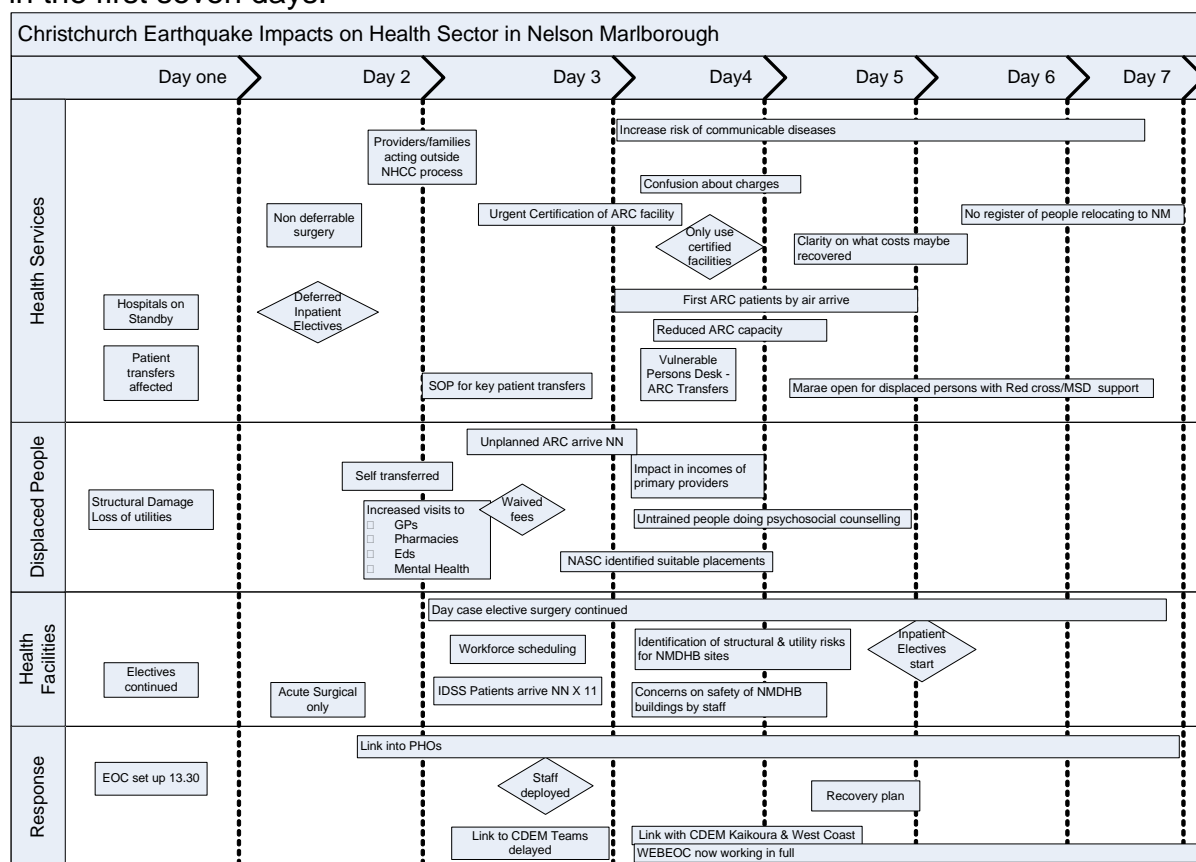 in the first seven days.
Christchurch Earthquake Impacts on Health Sector in Nelson Marlborough
Day one
Day 2
Day 3
Day4
Day 5
Day 6
Day 7
Health Services
Providers/families
acting outside
NHCC process
Increase risk of communicable diseases
Confusion about charges
Non deferrable
surgery
Urgent Certification of ARC facility
Only use
certified
facilities
No register of people relocating to NM
Clarity on what costs maybe
recovered
Hospitals on
Standby
Deferred
Inpatient
Electives
First ARC patients by air arrive
Reduced ARC capacity
Patient
transfers
affected
SOP for key patient transfers
Vulnerable
Persons Desk -
ARC Transfers
Marae open for displaced persons with Red cross/MSD support
Displaced People
Unplanned ARC arrive NN
Self transferred
Impact in incomes of
primary providers
Structural Damage
Loss of utilities
Increased visits to
GPs
Pharmacies
Eds
Mental Health
Waived
fees
Untrained people doing psychosocial counselling
NASC identified suitable placements
Health
Facilities
Day case elective surgery continued
Workforce scheduling
Identification of structural & utility risks
for NMDHB sites
Inpatient
Electives
start
Electives
continued
Acute Surgical
only
IDSS Patients arrive NN X 11
Concerns on safety of NMDHB
buildings by staff
Response
Link into PHOs
EOC set up 13.30
Staff
deployed
Recovery plan
Link to CDEM Teams
delayed
Link with CDEM Kaikoura & West Coast
WEBEOC now working in full